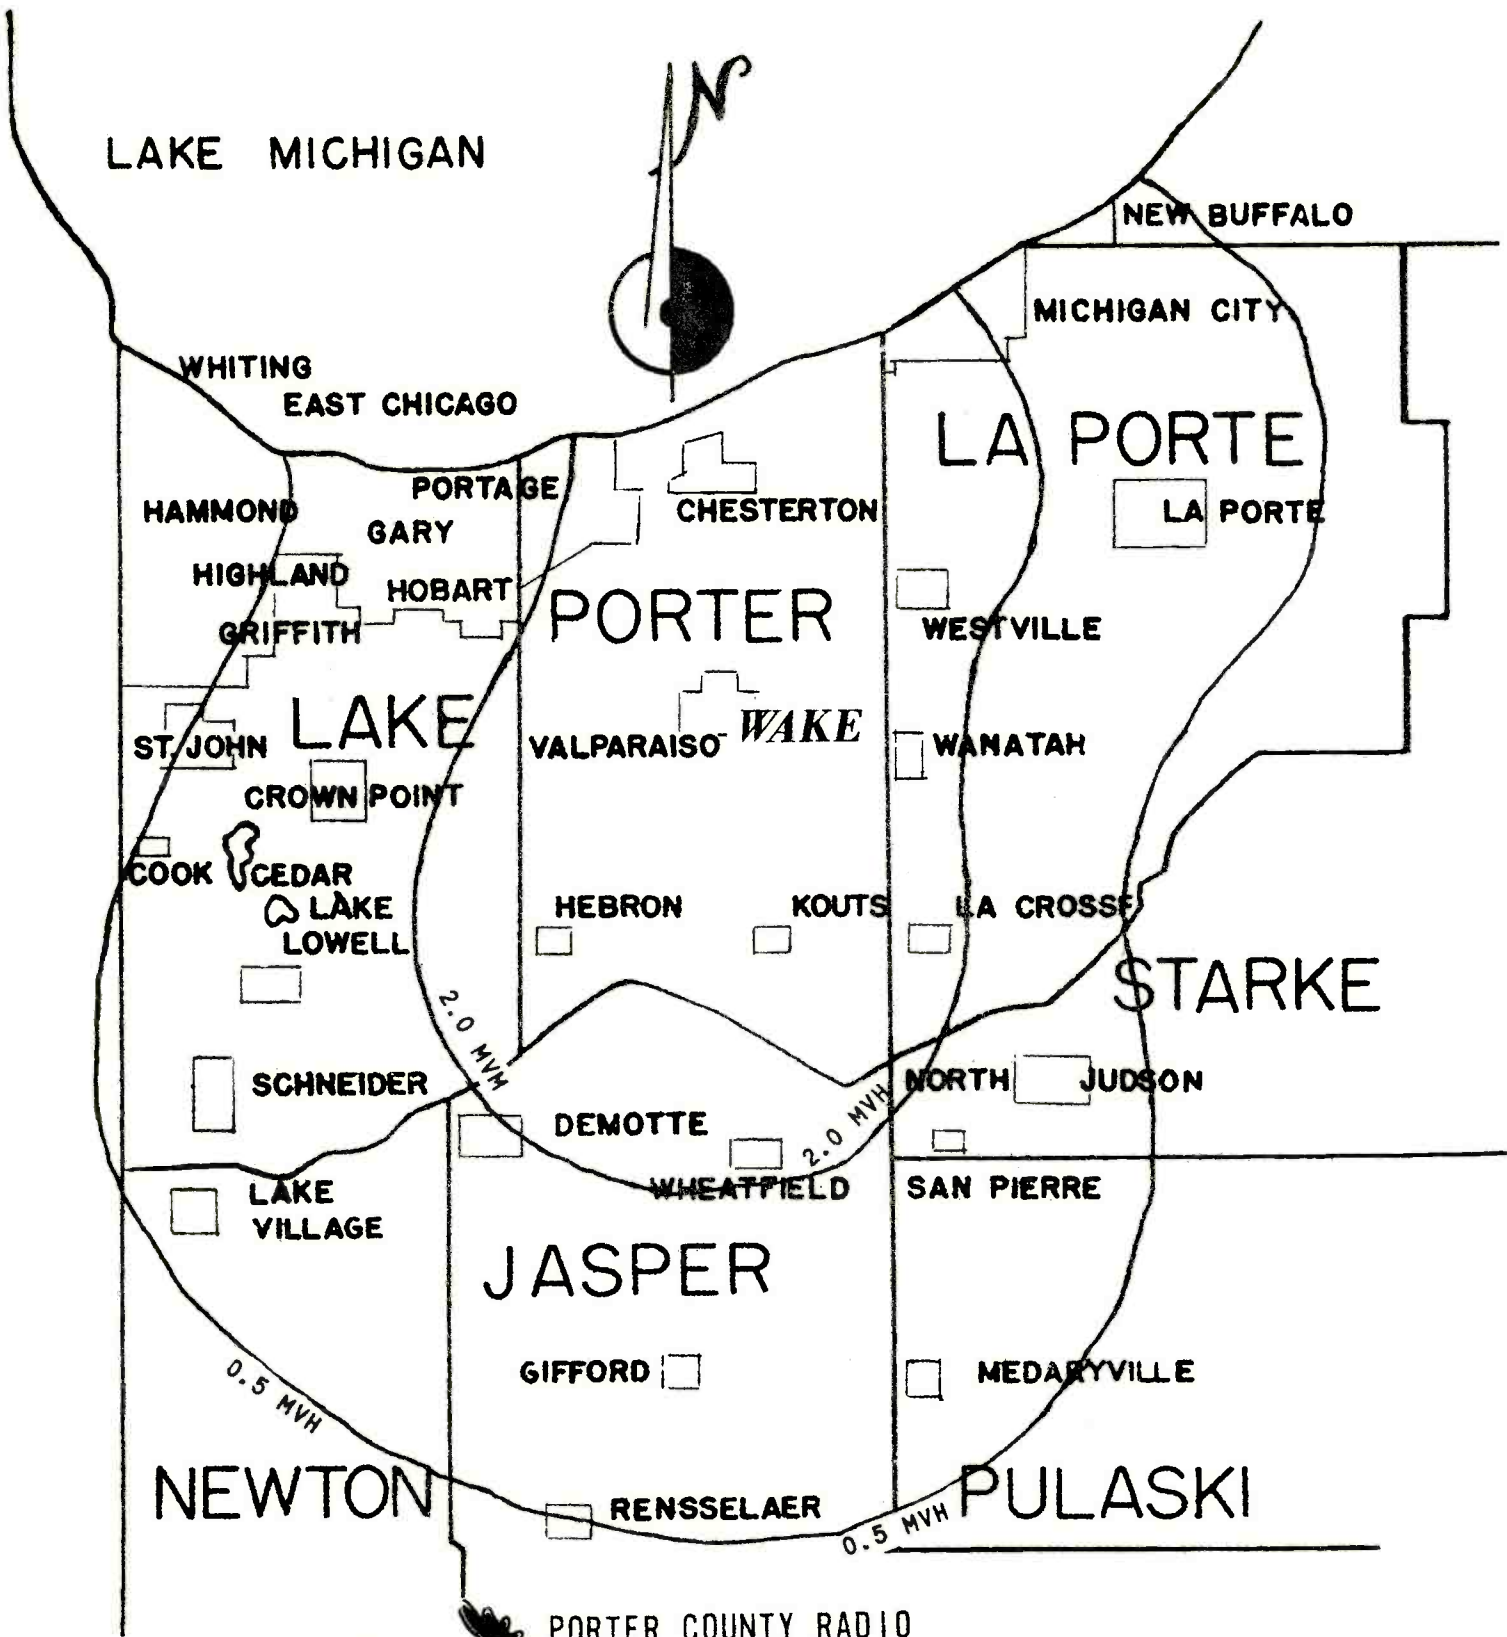 N
LAKE MICHIGAN
NEW BUFFALO
MICHIGAN CITY
WHITING
EAST CHICAGO
LA PORTE
PORTAGE
HAMMOND
CHESTERTON
LA PORTE
GARY
HIGHLAND
HOBART
PORTER
GRIFFITH
WESTVILLE
LAKE
WAKE
ST. JOHN
VALPARAISO
WANATAH
CROWN POINT
COOK
CEDAR
LAKE
HEBRON
KOUTS
LA CROSSE
LOWELL
STARKE
2.0 MVM
SCHNEIDER
NORTH JUDSON
DEMOTTE
2.0 MVH
WHEATFIELD
SAN PIERRE
LAKE
VILLAGE
JASPER
GIFFORD
MEDARYVILLE
0.5 MVH
NEWTON
RENSSELAER
PULASKI
0.5 MVH
PORTER COUNTY RADIO